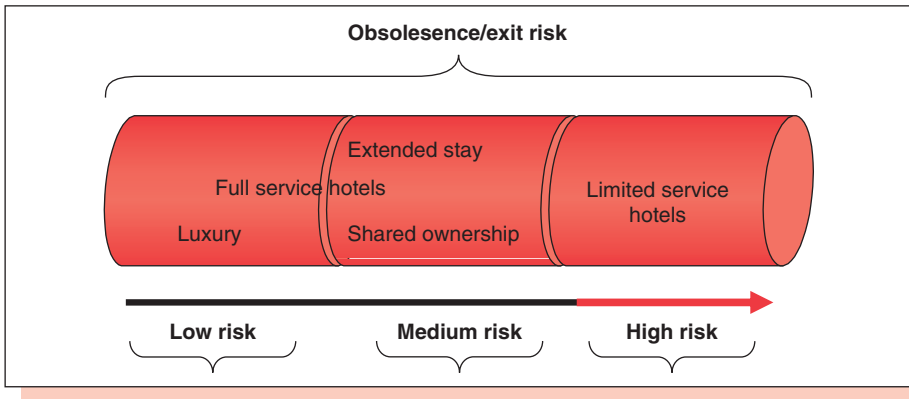 Obsolesence/exit risk
Extended stay
Full service hotels
Limited service
hotels
Luxury
Shared ownership
Low risk
Medium risk
High risk